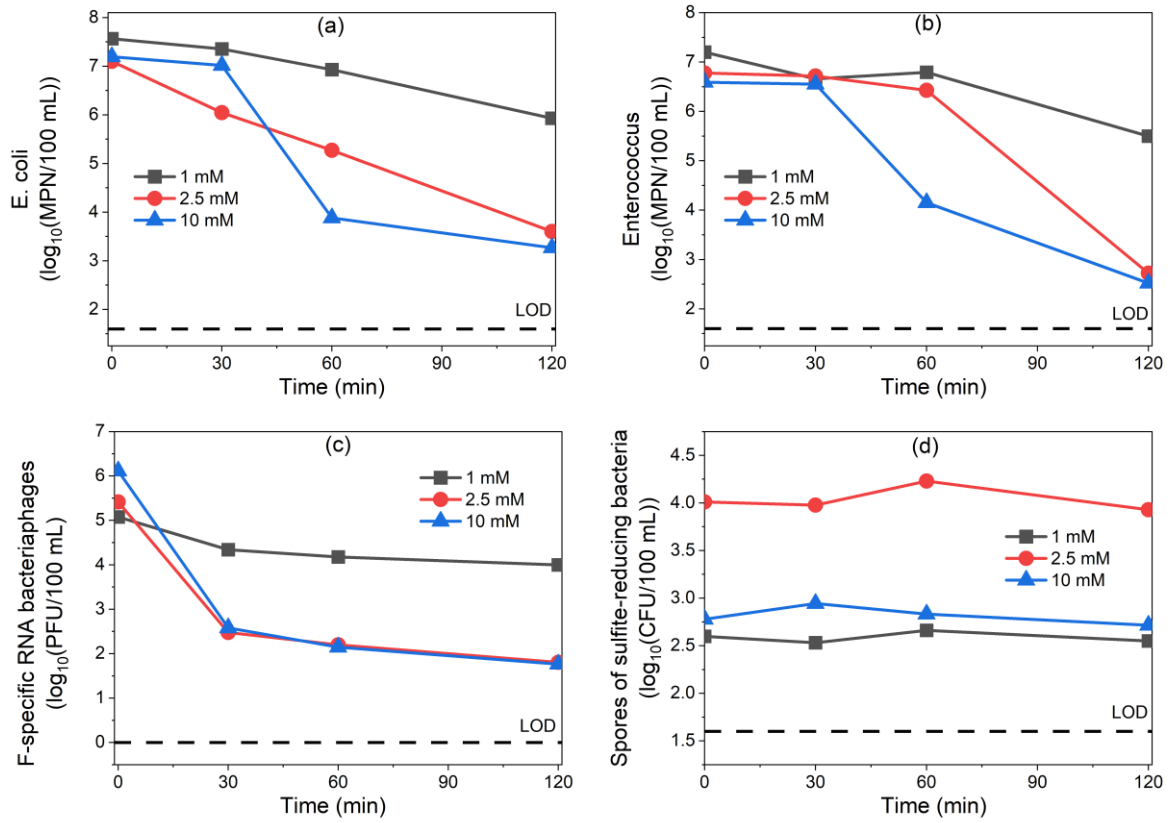 (a)
8
7
6
5
4
3
2
1 mM
2.5 mM
10 mM
LOD
0 30 60 90 120
Time (min)
E. coli
(log10(MPN/100 mL))
(b)
8
7
6
5
4
3
2
1 mM
2.5 mM
10 mM
LOD
0 30 60 90 120
Time (min)
Enterococcus
(log10(MPN/100 mL))
(c)
7
6
5
4
3
2
1
0
1 mM
2.5 mM
10 mM
LOD
0 30 60 90 120
Time (min)
F-specific RNA bacteriaphages
(log10(PFU/100 mL))
(d)
4.5
4.0
3.5
3.0
2.5
2.0
1.5
1 mM
2.5 mM
10 mM
LOD
0 30 60 90 120
Time (min)
Spores of sulfite-reducing bacteria
(log10(CFU/100 mL))